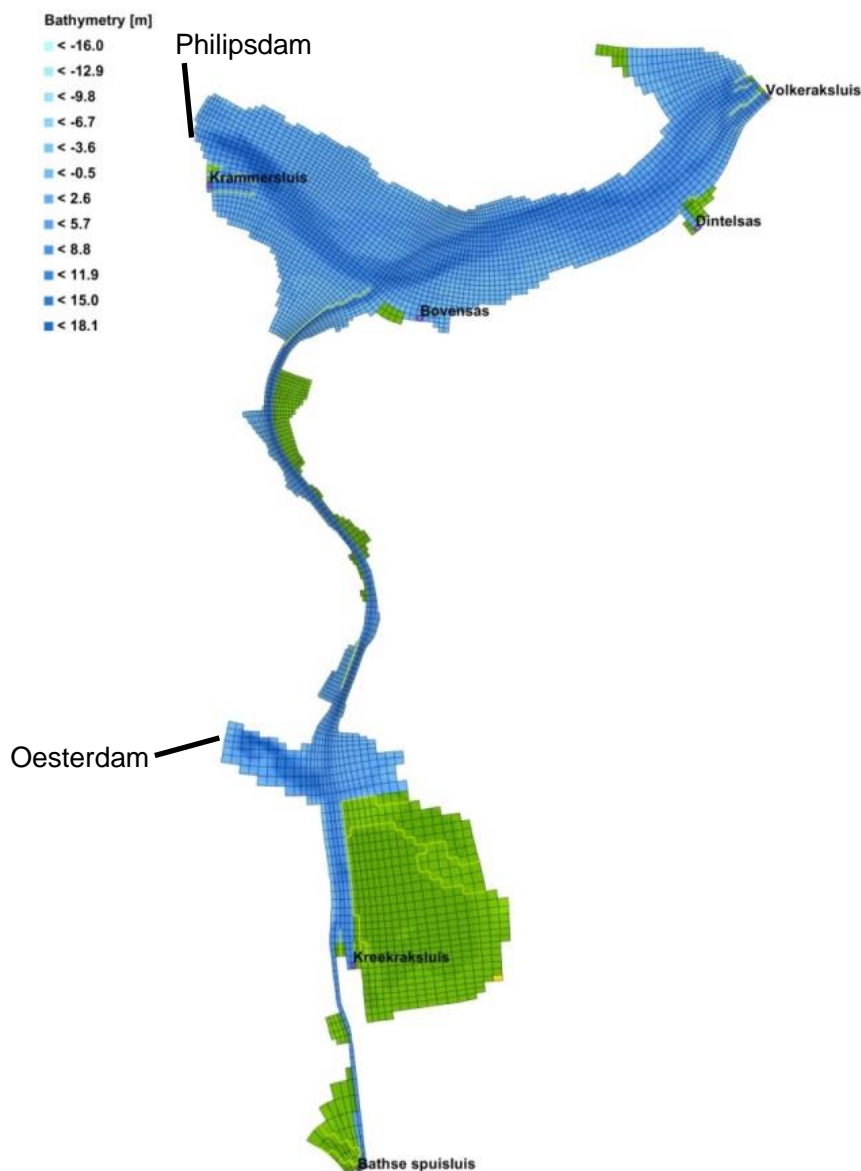 Bathymetry [m]
< -16.0
< -12.9
< -9.8
< -6.7
< -3.6
< -0.5
< 2.6
< 5.7
< 8.8
< 11.9
< 15.0
< 18.1
Philipsdam
Volkeraksluis
Krammersluis
Dintelsas
Bovensas
Oesterdam
Kreekraksluis
Bathse spuisluis